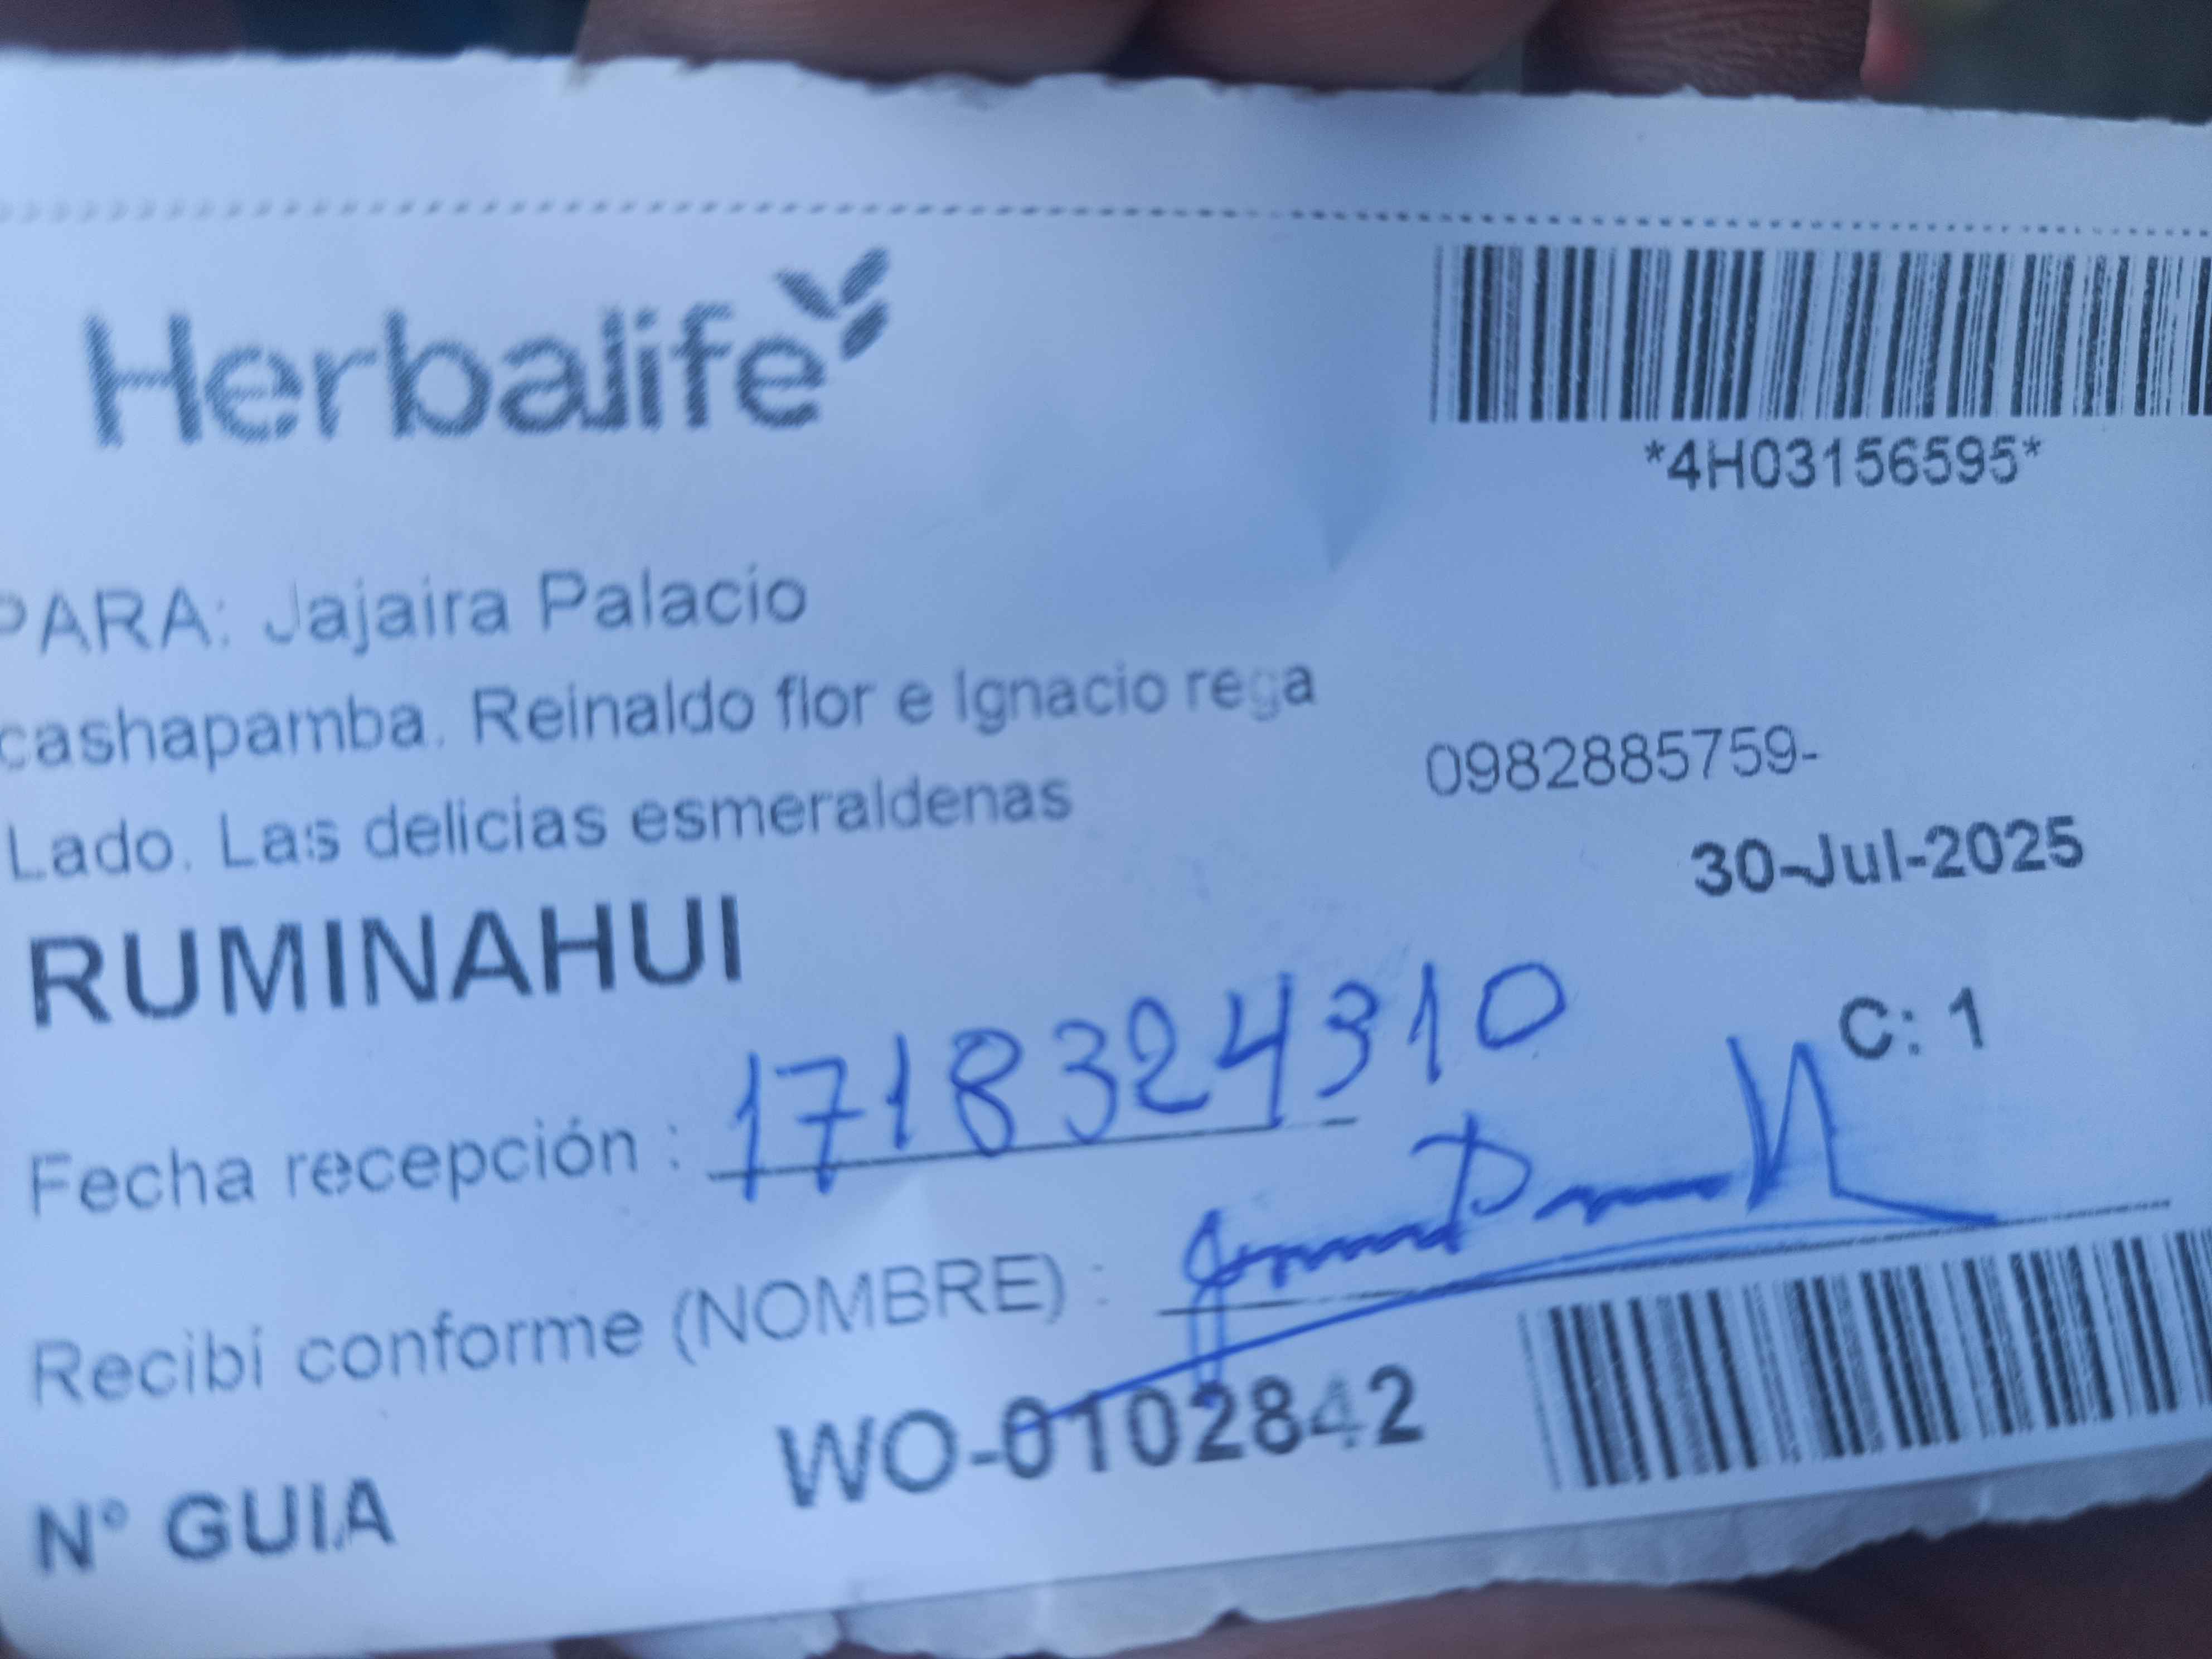 Herbalife
*4H03156595*
PARA: Jajaira Palacio
cashapamba. Reinaldo flor e Ignacio rega
0982885759-
Lado. Las delicias esmeraldenas
30-Jul-2025
RUMINAHUI
C: 1
Fecha recepción : 1718324310
Recibí conforme (NOMBRE) :
N° GUIA WO-0102842